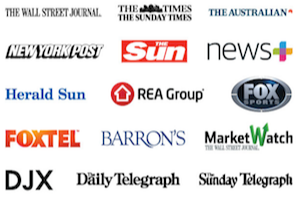 THE WALL STREET JOURNAL.
THE TIMES
THE SUNDAY TIMES
THE AUSTRALIAN
NEW YORK POST
THE
Sun
news+
Herald Sun
REA Group
FOX
SPORTS
FOXTEL
BARRON'S
MarketWatch
THE WALL STREET JOURNAL.
DJX
The Daily Telegraph
The Sunday Telegraph